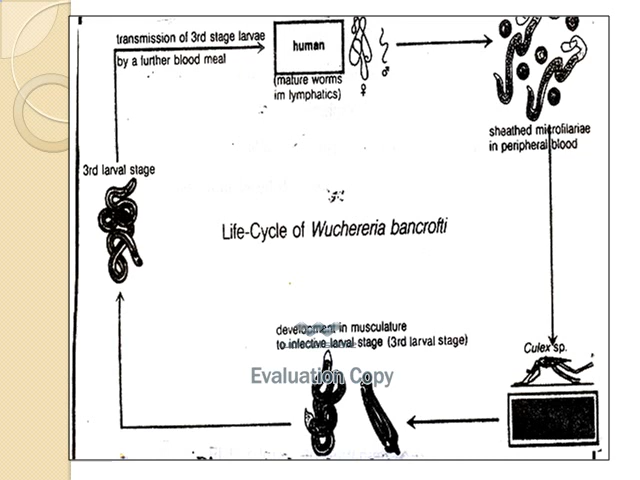 transmission of 3rd stage larvae
by a further blood meal
human
(mature worms
im lymphatics)
♀
♂
sheathed microfilariae
in peripheral blood
3rd larval stage
Life-Cycle of Wuchereria bancrofti
development in musculature
to infective larval stage (3rd larval stage)
Culex sp.
Evaluation Copy